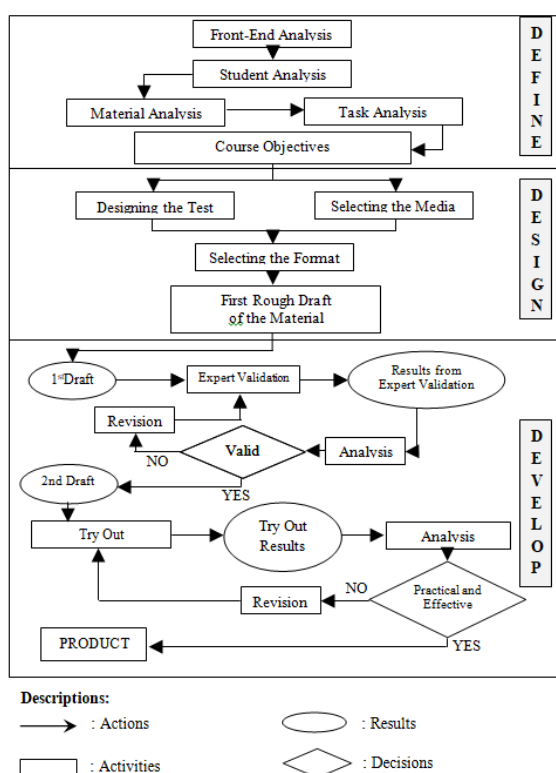 Front-End Analysis
Student Analysis
Material Analysis
Task Analysis
Course Objectives
DEFINE
Designing the Test
Selecting the Media
Selecting the Format
First Rough Draft
of the Material
DESIGN
1stDraft
Expert Validation
Results from
Expert Validation
Revision
Valid
Analysis
NO
YES
2nd Draft
Try Out
Try Out
Results
Analysis
Revision
NO
Practical and
Effective
YES
PRODUCT
DEVELOP
Descriptions:
: Actions
: Results
: Activities
: Decisions